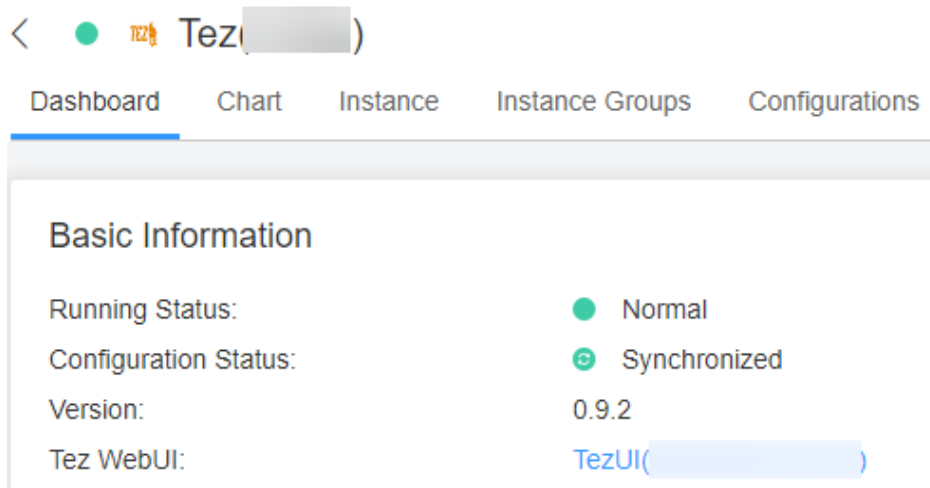 TEZ Tez( )
Dashboard Chart Instance Instance Groups Configurations
Basic Information
Running Status: Normal
Configuration Status: Synchronized
Version: 0.9.2
Tez WebUI: TezUI( )